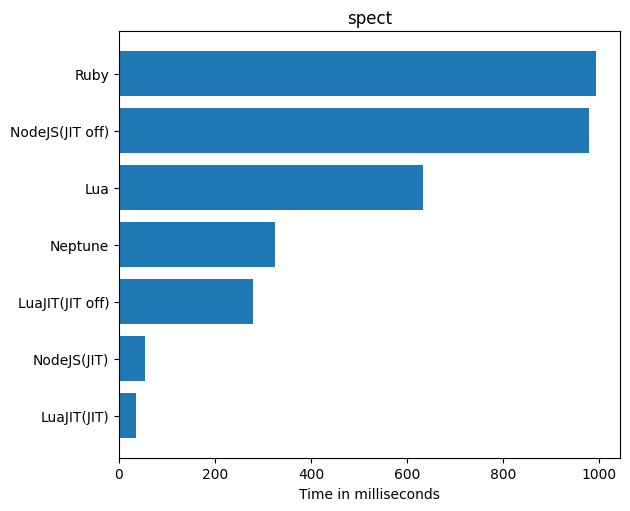 spect
Ruby
NodeJS(JIT off)
Lua
Neptune
LuaJIT(JIT off)
NodeJS(JIT)
LuaJIT(JIT)
0 200 400 600 800 1000
Time in milliseconds